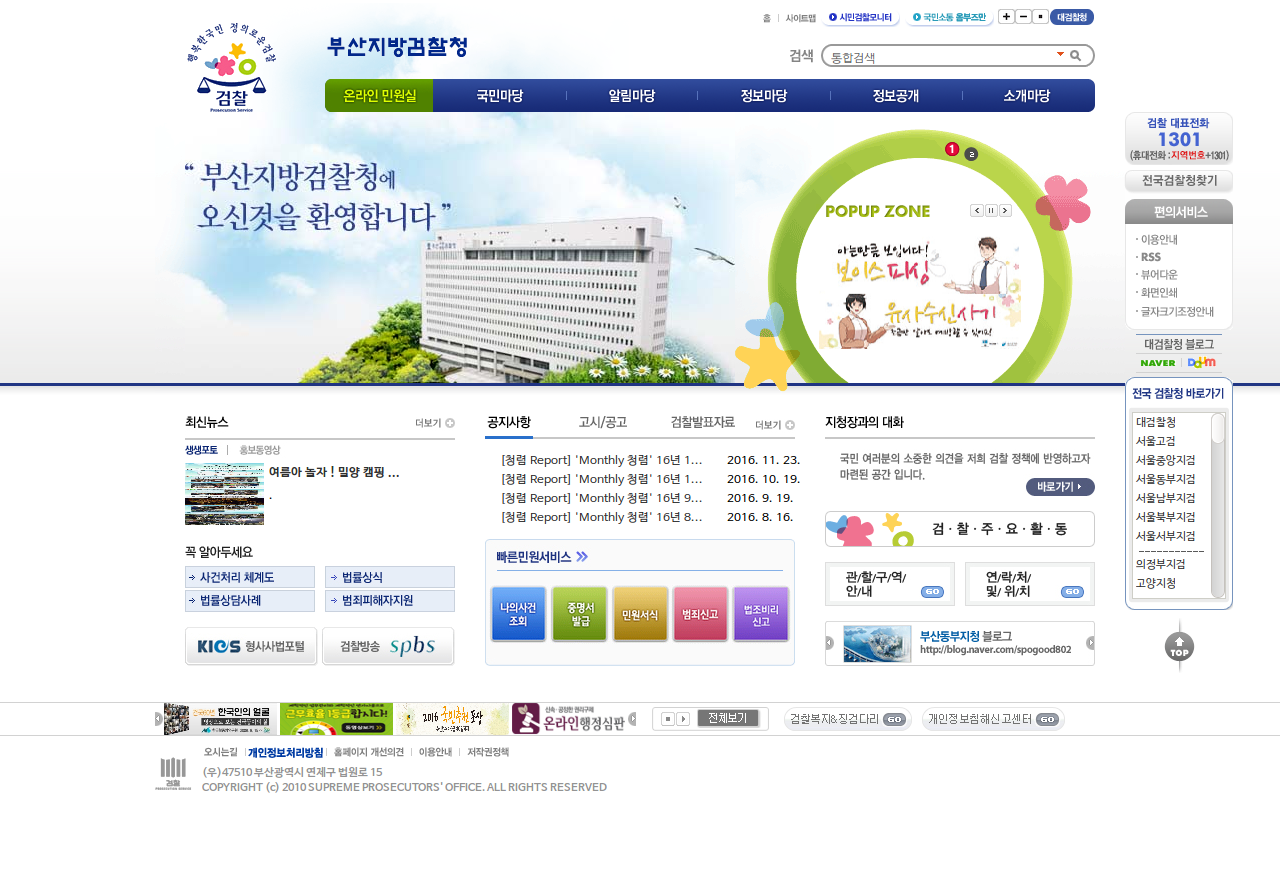 홈 | 사이트맵 시민검찰모니터 국민소통 옴부즈만 대검찰청
행복한국민 정의로운검찰
검찰
Prosecution Service
부산지방검찰청
검색 통합검색
온라인 민원실 국민마당 알림마당 정보마당 정보공개 소개마당
“ 부산지방검찰청에
오신것을 환영합니다 ”
1 2
POPUP ZONE
아는만큼 보입니다!
보이스피싱
유사수신사기
검찰 대표전화
1301
(휴대전화 :지역번호+1301)
전국검찰청찾기
편의서비스
· 이용안내
· RSS
· 뷰어다운
· 화면인쇄
· 글자크기조정안내
대검찰청 블로그
NAVER | Daum
전국 검찰청 바로가기
대검찰청
서울고검
서울중앙지검
서울동부지검
서울남부지검
서울북부지검
서울서부지검
------------
의정부지검
고양지청
TOP
최신뉴스 더보기
생생포토 | 홍보동영상
여름아 놀자 ! 밀양 캠핑 ...
.
공지사항 고시/공고 검찰발표자료 더보기
[청렴 Report] 'Monthly 청렴' 16년 1... 2016. 11. 23.
[청렴 Report] 'Monthly 청렴' 16년 1... 2016. 10. 19.
[청렴 Report] 'Monthly 청렴' 16년 9... 2016. 9. 19.
[청렴 Report] 'Monthly 청렴' 16년 8... 2016. 8. 16.
지청장과의 대화
국민 여러분의 소중한 의견을 저희 검찰 정책에 반영하고자
마련된 공간 입니다.
바로가기
검·찰·주·요·활·동
꼭 알아두세요
사건처리 체계도 법률상식
법률상담사례 범죄피해자지원
KICS 형사사법포털 검찰방송 spbs
빠른민원서비스
나의사건
조회
증명서
발급
민원서식
범죄신고
법조비리
신고
관/할/구/역/
안/내 GO
연/락/처/
및/ 위/치 GO
부산동부지청 블로그
http://blog.naver.com/spogood802
한국인의 얼굴
근무표를 1등급 합시다!
2016 국민추천포상
신속·공정한 권리구제
온라인행정심판
전체보기
검찰복지&징검다리 GO
개인정보침해신고센터 GO
오시는길 | 개인정보처리방침 | 홈페이지 개선의견 | 이용안내 | 저작권정책
검찰
PROSECUTION SERVICE
(우)47510 부산광역시 연제구 법원로 15
COPYRIGHT (c) 2010 SUPREME PROSECUTORS' OFFICE. ALL RIGHTS RESERVED